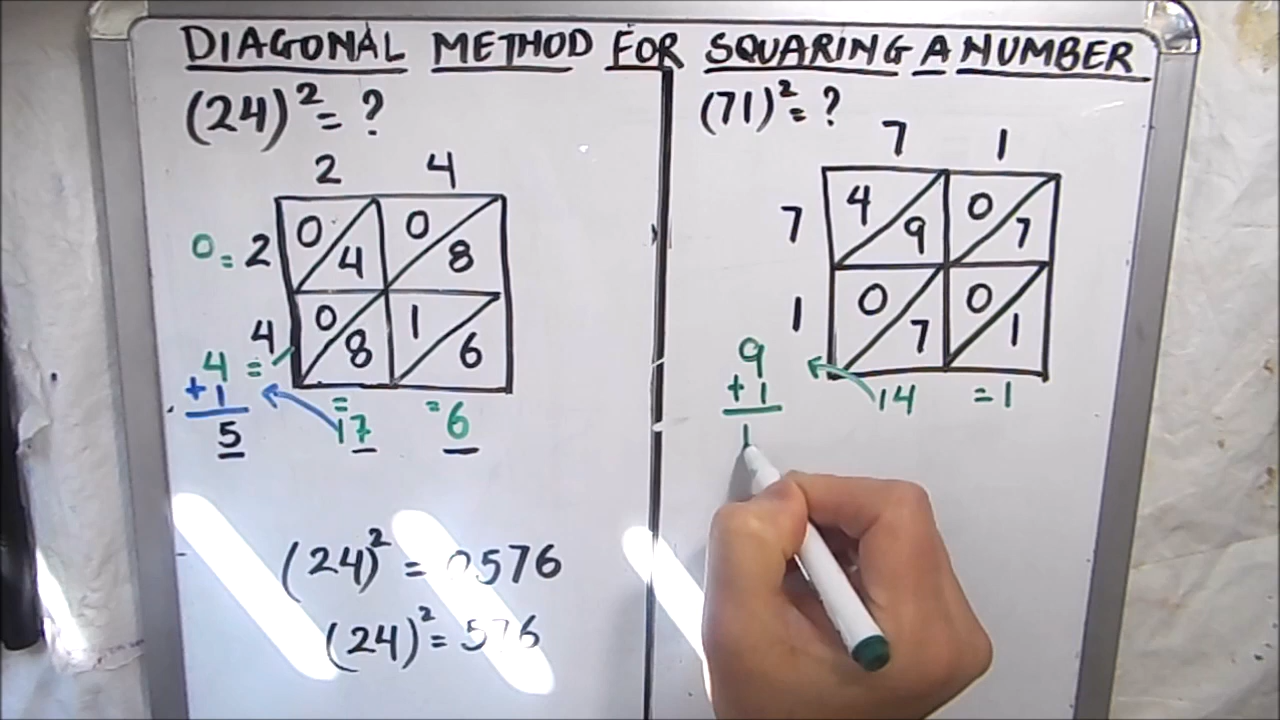 DIAGONAL METHOD FOR SQUARING A NUMBER
(24)² = ?
2 4
0 0
0 = 2 4 8
0 1
4 8 6
4 =
+ 1 = 17 = 6
5
(24)² = 0576
(24)² = 576
(71)² = ?
7 1
4 0
7 9 7
0 0
1 7 1
9
+ 1 14 = 1
1